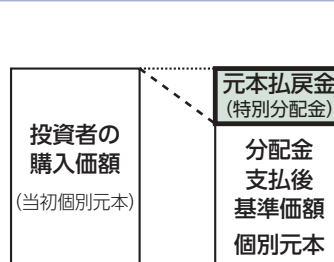 投資者の
購入価額
(当初個別元本)
元本払戻金
(特別分配金)
分配金
支払後
基準価額
個別元本